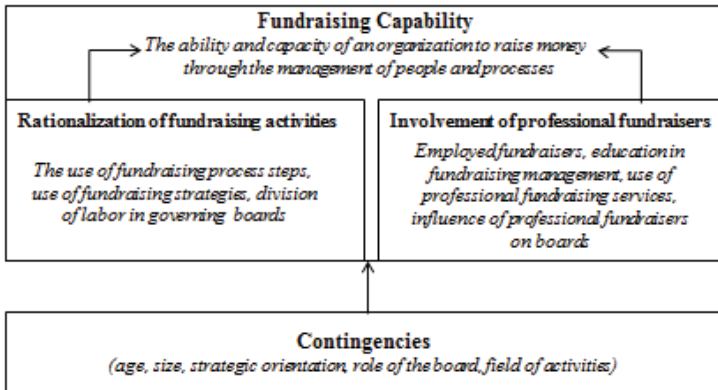 Fundraising Capability
The ability and capacity of an organization to raise money
through the management of people and processes
Rationalization of fundraising activities
The use of fundraising process steps,
use of fundraising strategies, division
of labor in governing boards
Involvement of professional fundraisers
Employed fundraisers, education in
fundraising management, use of
professional fundraising services,
influence of professional fundraisers
on boards
Contingencies
(age, size, strategic orientation, role of the board, field of activities)